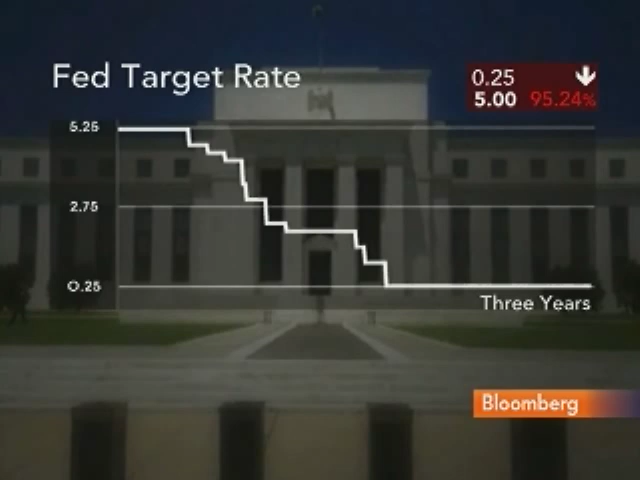 Fed Target Rate
0.25
5.00 95.24%
5.25
2.75
0.25
Three Years
Bloomberg